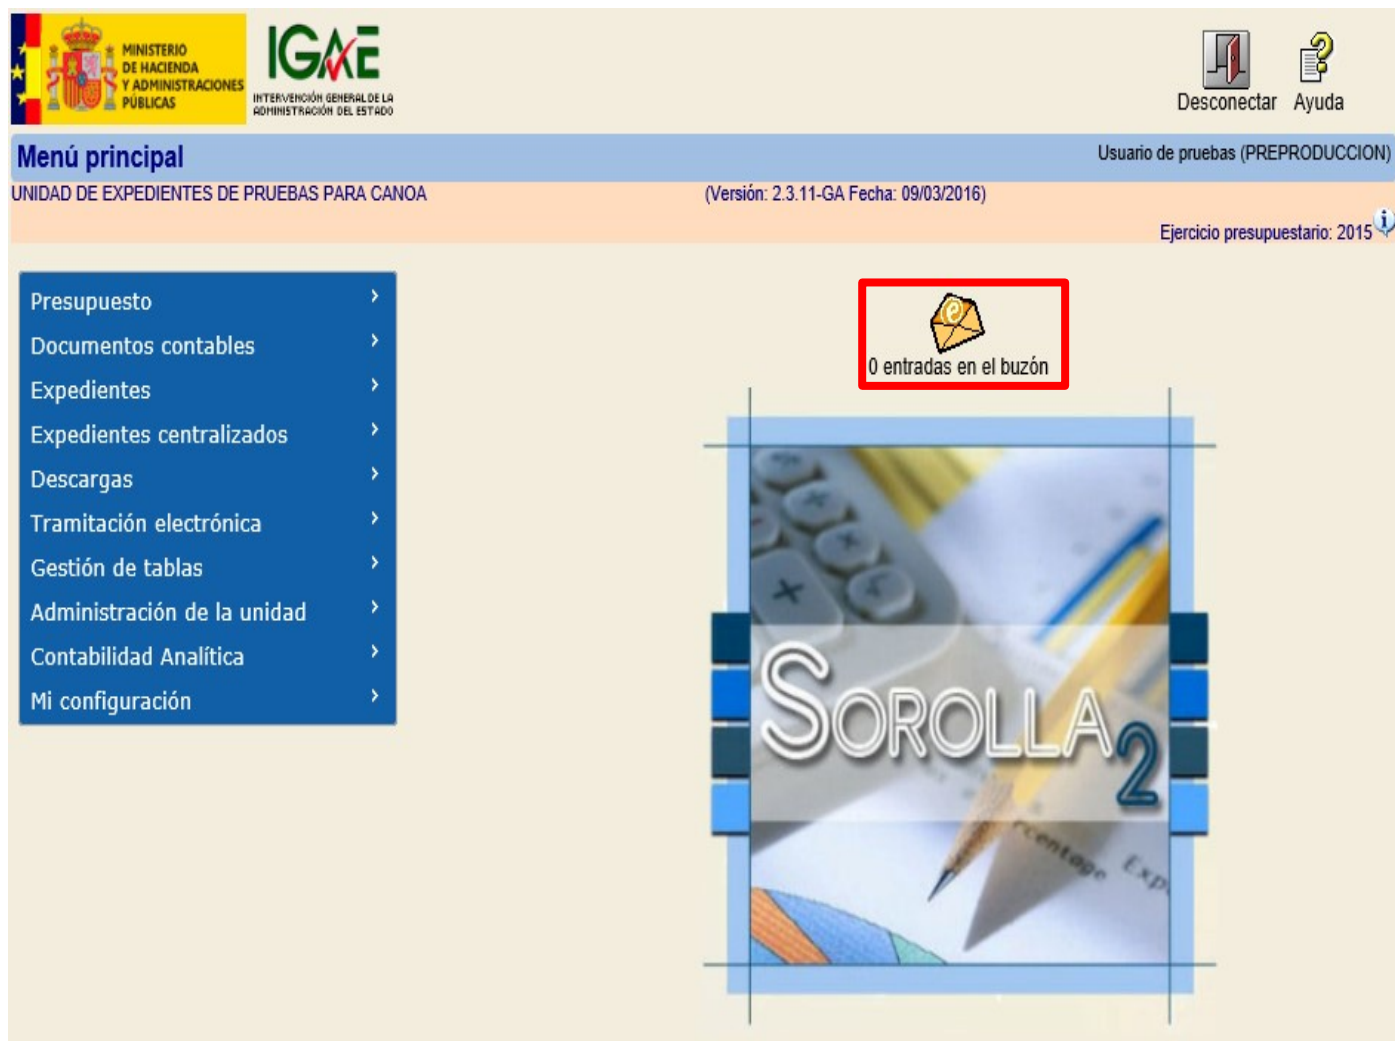 MINISTERIO
DE HACIENDA
Y ADMINISTRACIONES
PÚBLICAS
IGAE
INTERVENCIÓN GENERAL DE LA
ADMINISTRACIÓN DEL ESTADO
Desconectar
Ayuda
Menú principal
Usuario de pruebas (PREPRODUCCION)
UNIDAD DE EXPEDIENTES DE PRUEBAS PARA CANOA
(Versión: 2.3.11-GA Fecha: 09/03/2016)
Ejercicio presupuestario: 2015
Presupuesto
Documentos contables
Expedientes
Expedientes centralizados
Descargas
Tramitación electrónica
Gestión de tablas
Administración de la unidad
Contabilidad Analítica
Mi configuración
0 entradas en el buzón
SOROLLA2
rcentage
Exp